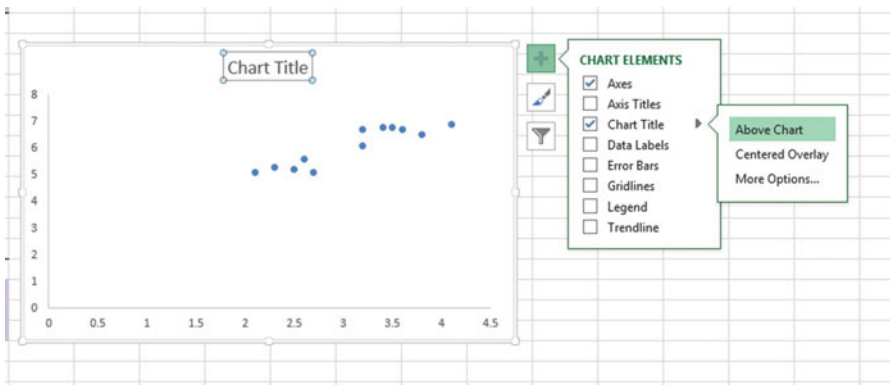 Chart Title
8
7
6
5
4
3
2
1
0
0 0.5 1 1.5 2 2.5 3 3.5 4 4.5
CHART ELEMENTS
Axes
Axis Titles
Chart Title
Data Labels
Error Bars
Gridlines
Legend
Trendline
Above Chart
Centered Overlay
More Options...